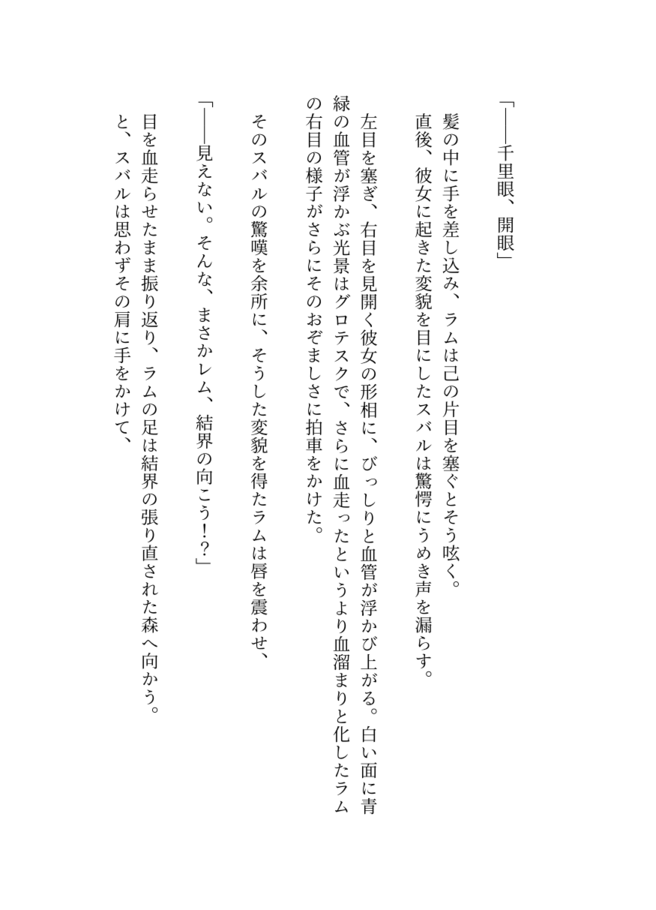 「――千里眼、開眼」
髪の中に手を差し込み、ラムは己の片目を塞ぐとそう呟く。
直後、彼女に起きた変貌を目にしたスバルは驚愕にうめき声を漏らす。
左目を塞ぎ、右目を見開く彼女の形相に、びっしりと血管が浮かび上がる。白い面に青
緑の血管が浮かぶ光景はグロテスクで、さらに血走ったというより血溜まりと化したラム
の右目の様子がさらにそのおぞましさに拍車をかけた。
そのスバルの驚嘆を余所に、そうした変貌を得たラムは唇を震わせ、
「――見えない。そんな、まさかレム、結界の向こう！？」
目を血走らせたまま振り返り、ラムの足は結界の張り直された森へ向かう。
と、スバルは思わずその肩に手をかけて、